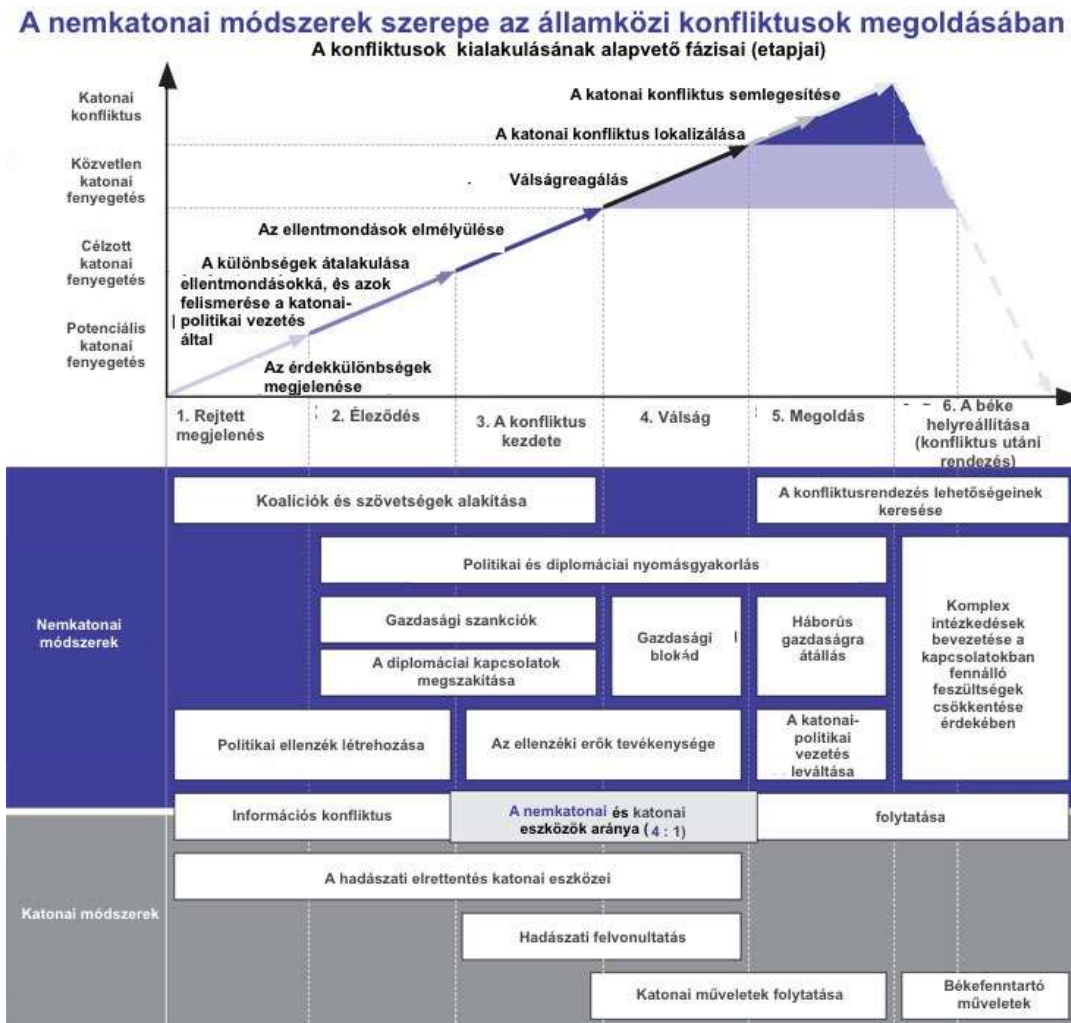 A nemkatonai módszerek szerepe az államközi konfliktusok megoldásában
A konfliktusok kialakulásának alapvető fázisai (etapjai)
Katonai
konfliktus
Közvetlen
katonai
fenyegetés
Célzott
katonai
fenyegetés
Potenciális
katonai
fenyegetés
A katonai konfliktus semlegesítése
A katonai konfliktus lokalizálása
Válságreagálás
Az ellentmondások elmélyülése
A különbségek átalakulása
ellentmondásokká, és azok
felismerése a katonai-
politikai vezetés
által
Az érdekkülönbségek
megjelenése
1. Rejtett
megjelenés
2. Éleződés
3. A konfliktus
kezdete
4. Válság
5. Megoldás
6. A béke
helyreállítása
(konfliktus utáni
rendezés)
Nemkatonai
módszerek
Koalíciók és szövetségek alakítása
A konfliktusrendezés lehetőségeinek
keresése
Politikai és diplomáciai nyomásgyakorlás
Gazdasági szankciók
A diplomáciai kapcsolatok
megszakítása
Gazdasági
blokád
Háborús
gazdaságra
átállás
Komplex
intézkedések
bevezetése a
kapcsolatokban
fennálló
feszültségek
csökkentése
érdekében
Politikai ellenzék létrehozása
Az ellenzéki erők tevékenysége
A katonai-
politikai
vezetés
leváltása
Információs konfliktus
A nemkatonai és katonai
eszközök aránya ( 4 : 1)
folytatása
Katonai módszerek
A hadászati elrettentés katonai eszközei
Hadászati felvonultatás
Katonai műveletek folytatása
Békefenntartó
műveletek